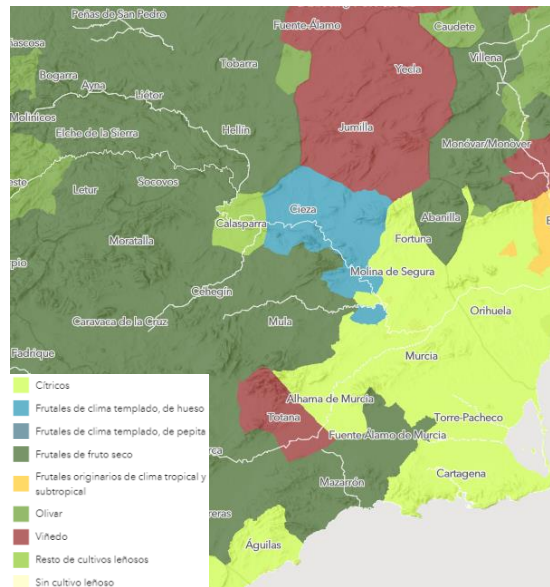 Peñas de San Pedro
Fuente-Álamo
Caudete
Yecla
Villena
Tobarra
Bogarra
Ayna
Liétor
Molinicos
Elche de la Sierra
Hellín
Jumilla
Monóvar/Monòver
Socovos
Letur
Cieza
Calasparra
Abanilla
Moratalla
Fortuna
Molina de Segura
Cehegín
Orihuela
Caravaca de la Cruz
Mula
Fadrique
Murcia
Alhama de Murcia
Totana
Torre-Pacheco
Fuente Álamo de Murcia
Cartagena
Mazarrón
Águilas
Cítricos
Frutales de clima templado, de hueso
Frutales de clima templado, de pepita
Frutales de fruto seco
Frutales originarios de clima tropical y
subtropical
Olivar
Viñedo
Resto de cultivos leñosos
Sin cultivo leñoso